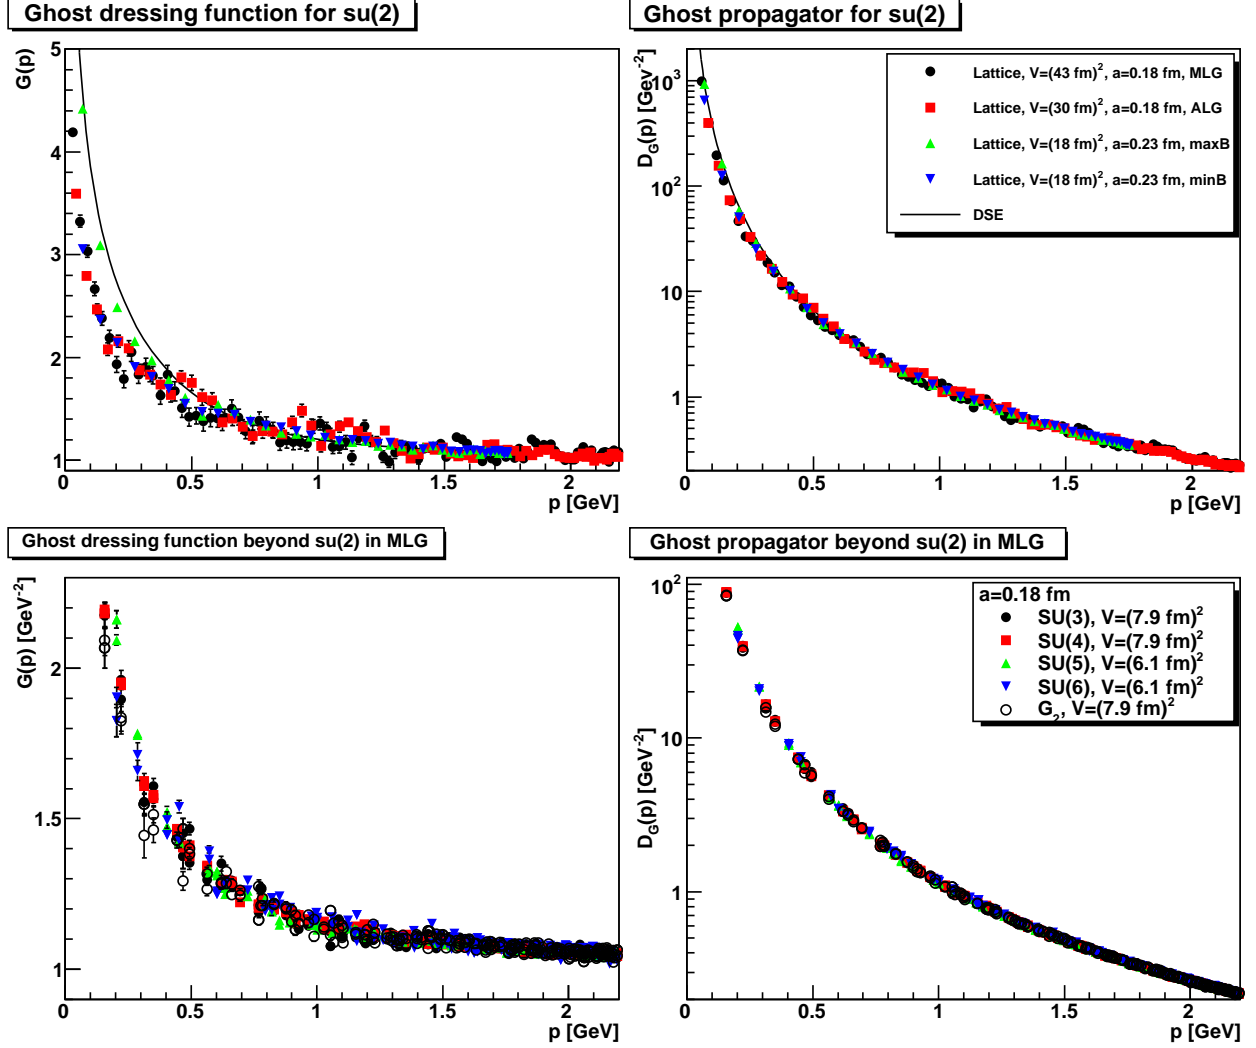 Ghost dressing function for su(2)
G(p)
5
4
3
2
1
0
0.5
1
1.5
2
p [GeV]
Ghost propagator for su(2)
D_G(p) [GeV^-2]
10^3
10^2
10
1
0
0.5
1
1.5
2
p [GeV]
Lattice, V=(43 fm)^2, a=0.18 fm, MLG
Lattice, V=(30 fm)^2, a=0.18 fm, ALG
Lattice, V=(18 fm)^2, a=0.23 fm, maxB
Lattice, V=(18 fm)^2, a=0.23 fm, minB
DSE
Ghost dressing function beyond su(2) in MLG
G(p) [GeV^-2]
2
1.5
1
0
0.5
1
1.5
2
p [GeV]
Ghost propagator beyond su(2) in MLG
D_G(p) [GeV^-2]
10^2
10
1
0
0.5
1
1.5
2
p [GeV]
a=0.18 fm
SU(3), V=(7.9 fm)^2
SU(4), V=(7.9 fm)^2
SU(5), V=(6.1 fm)^2
SU(6), V=(6.1 fm)^2
G_2, V=(7.9 fm)^2